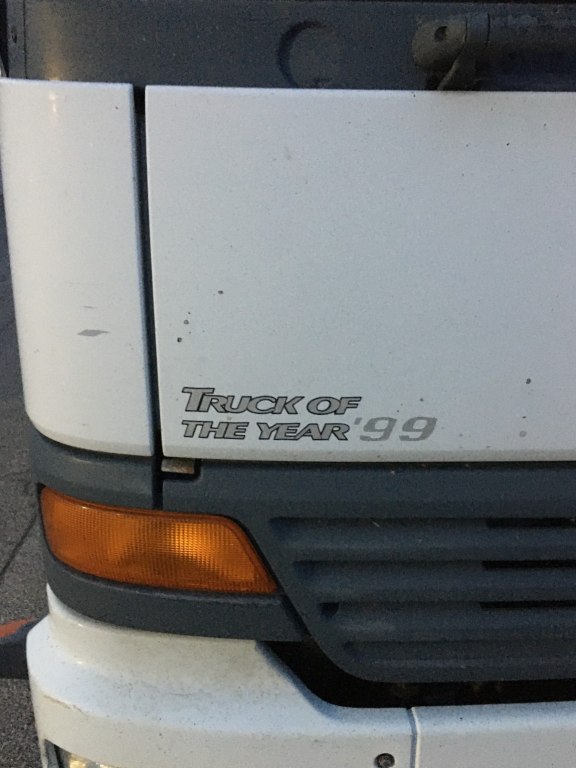 TRUCK OF
THE YEAR '99